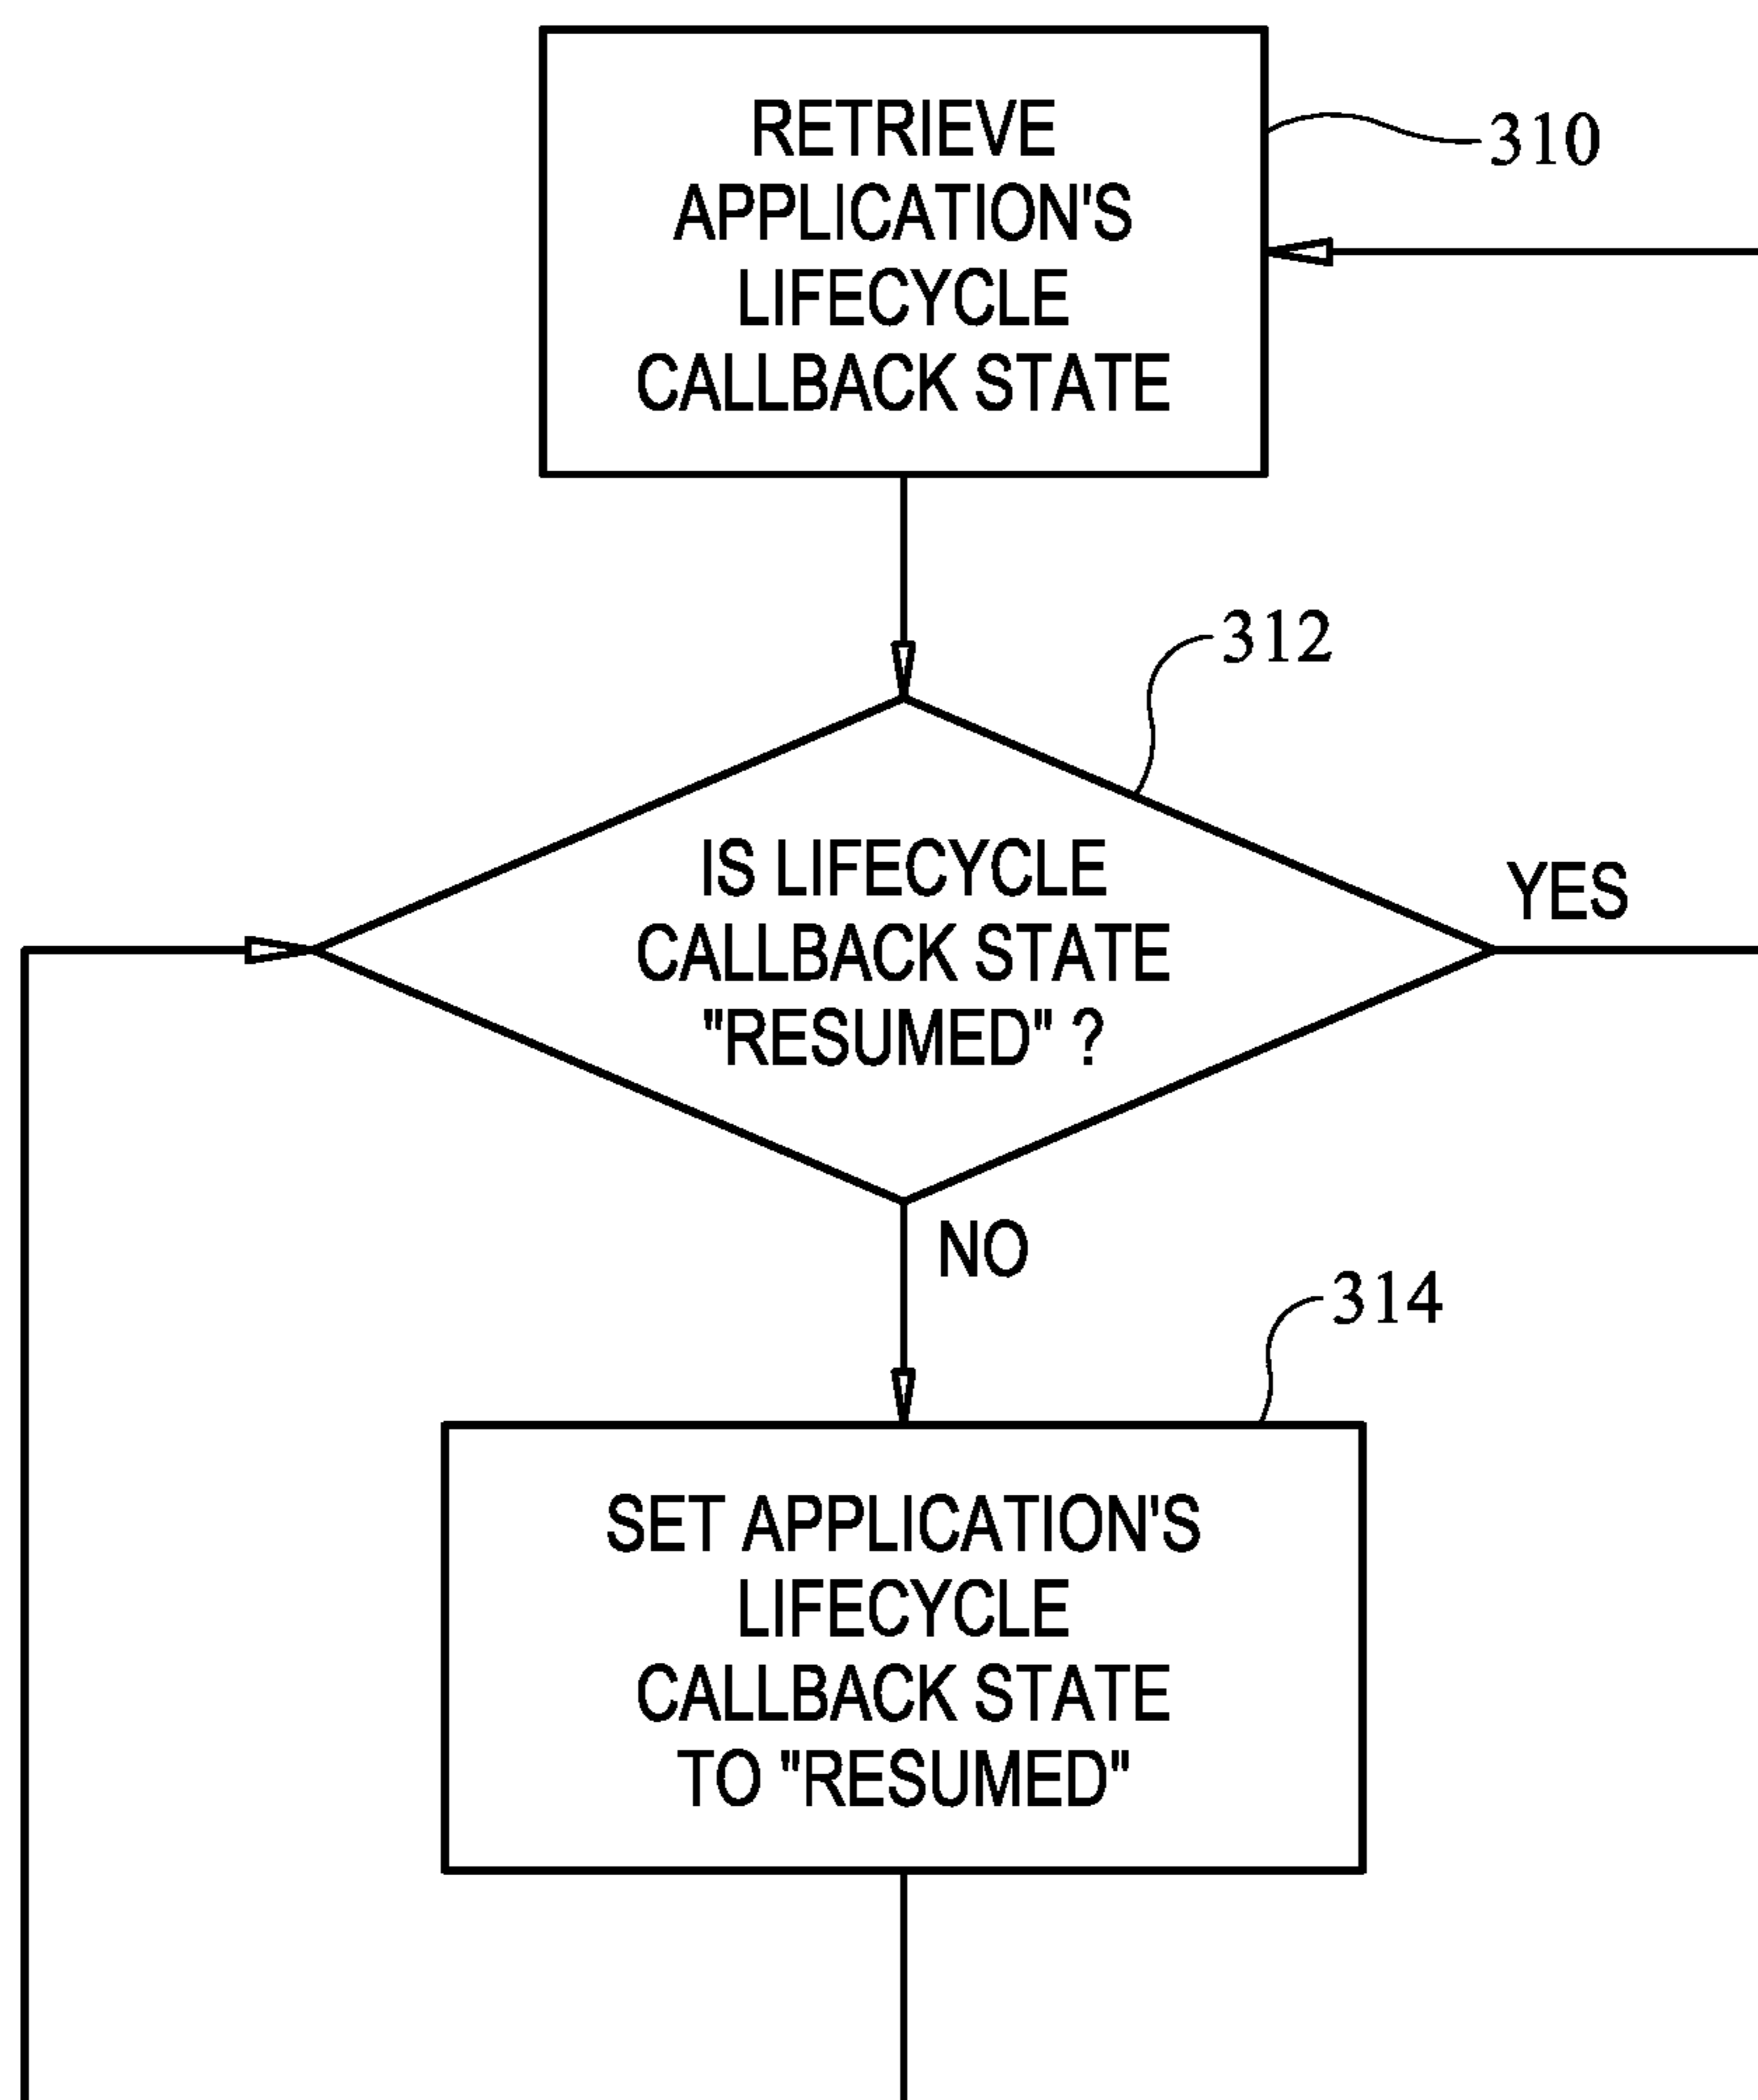 RETRIEVE
APPLICATION'S
LIFECYCLE
CALLBACK STATE
310
312
IS LIFECYCLE
CALLBACK STATE
"RESUMED" ?
YES
NO
314
SET APPLICATION'S
LIFECYCLE
CALLBACK STATE
TO "RESUMED"